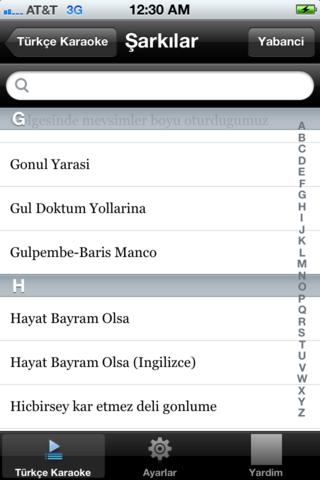 AT&T 3G 12:30 AM
Türkçe Karaoke Şarkılar Yabanci
G
lgesinde mevsimler boyu oturdugumuz
Gonul Yarasi
Gul Doktum Yollarina
Gulpembe-Baris Manco
H
Hayat Bayram Olsa
Hayat Bayram Olsa (Ingilizce)
Hicbirsey kar etmez deli gonlume
A
B
C
D
E
F
G
H
I
J
K
L
M
N
O
P
Q
R
S
T
U
V
W
X
Y
Z
Türkçe Karaoke Ayarlar Yardim